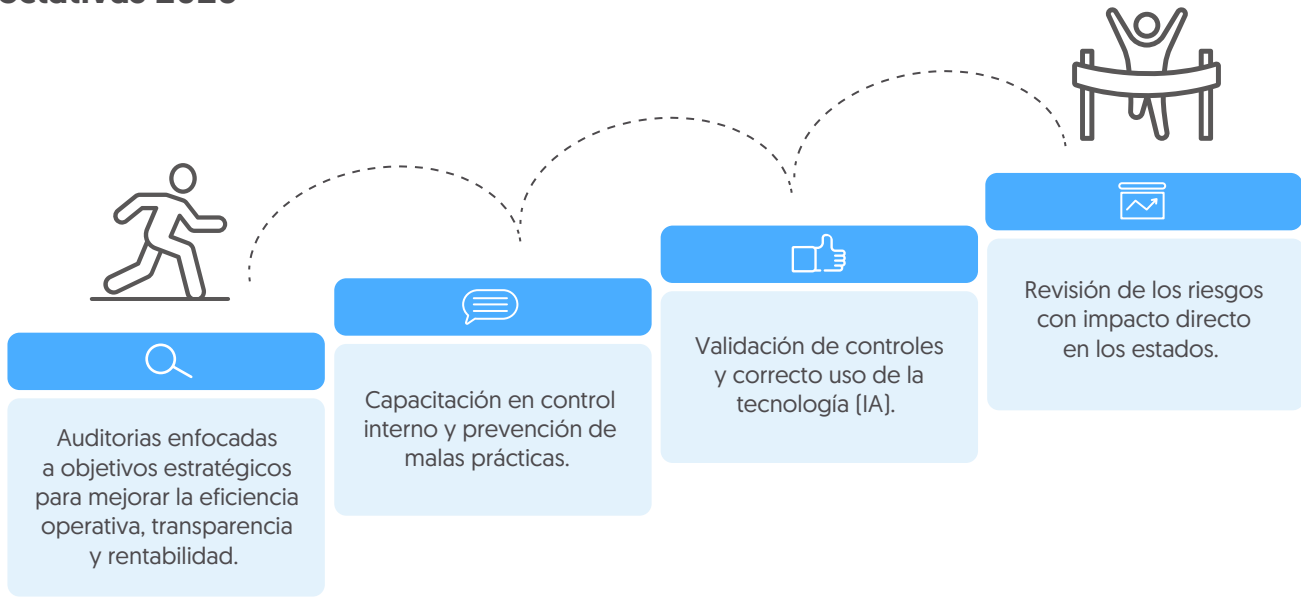 Auditorias enfocadas
a objetivos estratégicos
para mejorar la eficiencia
operativa, transparencia
y rentabilidad.
Capacitación en control
interno y prevención de
malas prácticas.
Validación de controles
y correcto uso de la
tecnología (IA).
Revisión de los riesgos
con impacto directo
en los estados.